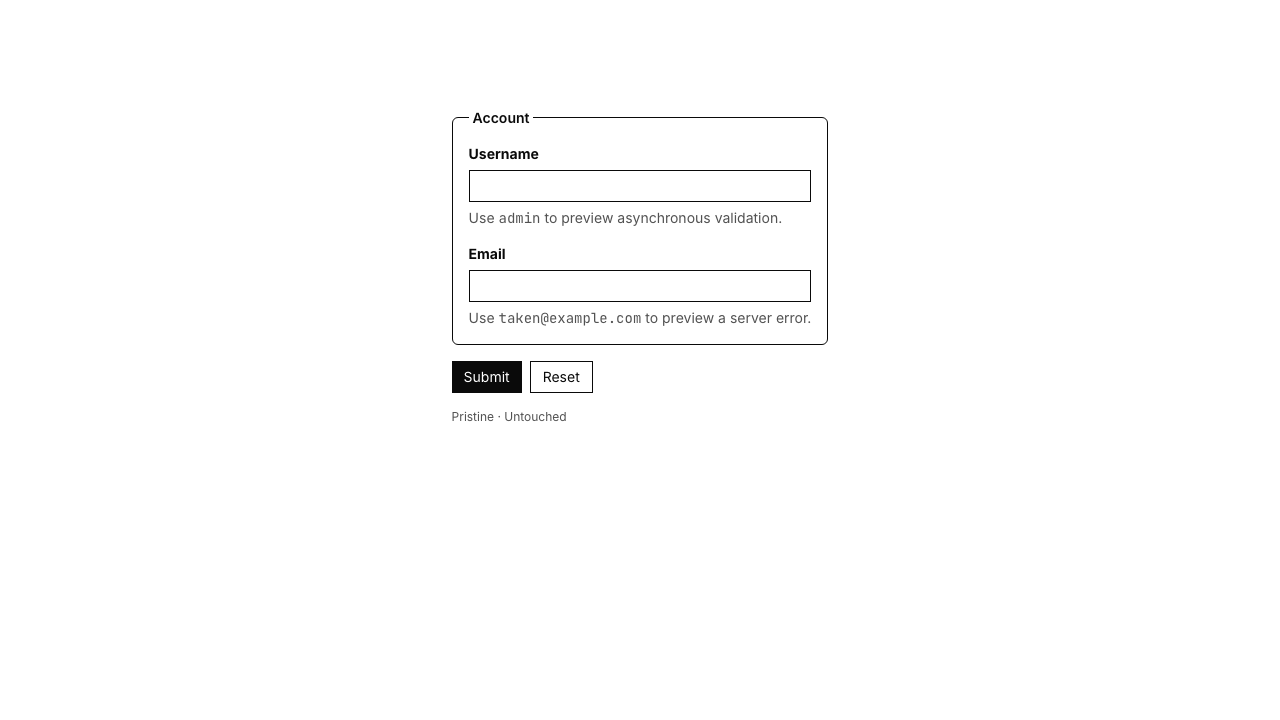 Account
Username
Use admin to preview asynchronous validation.
Email
Use taken@example.com to preview a server error.
Submit Reset
Pristine · Untouched